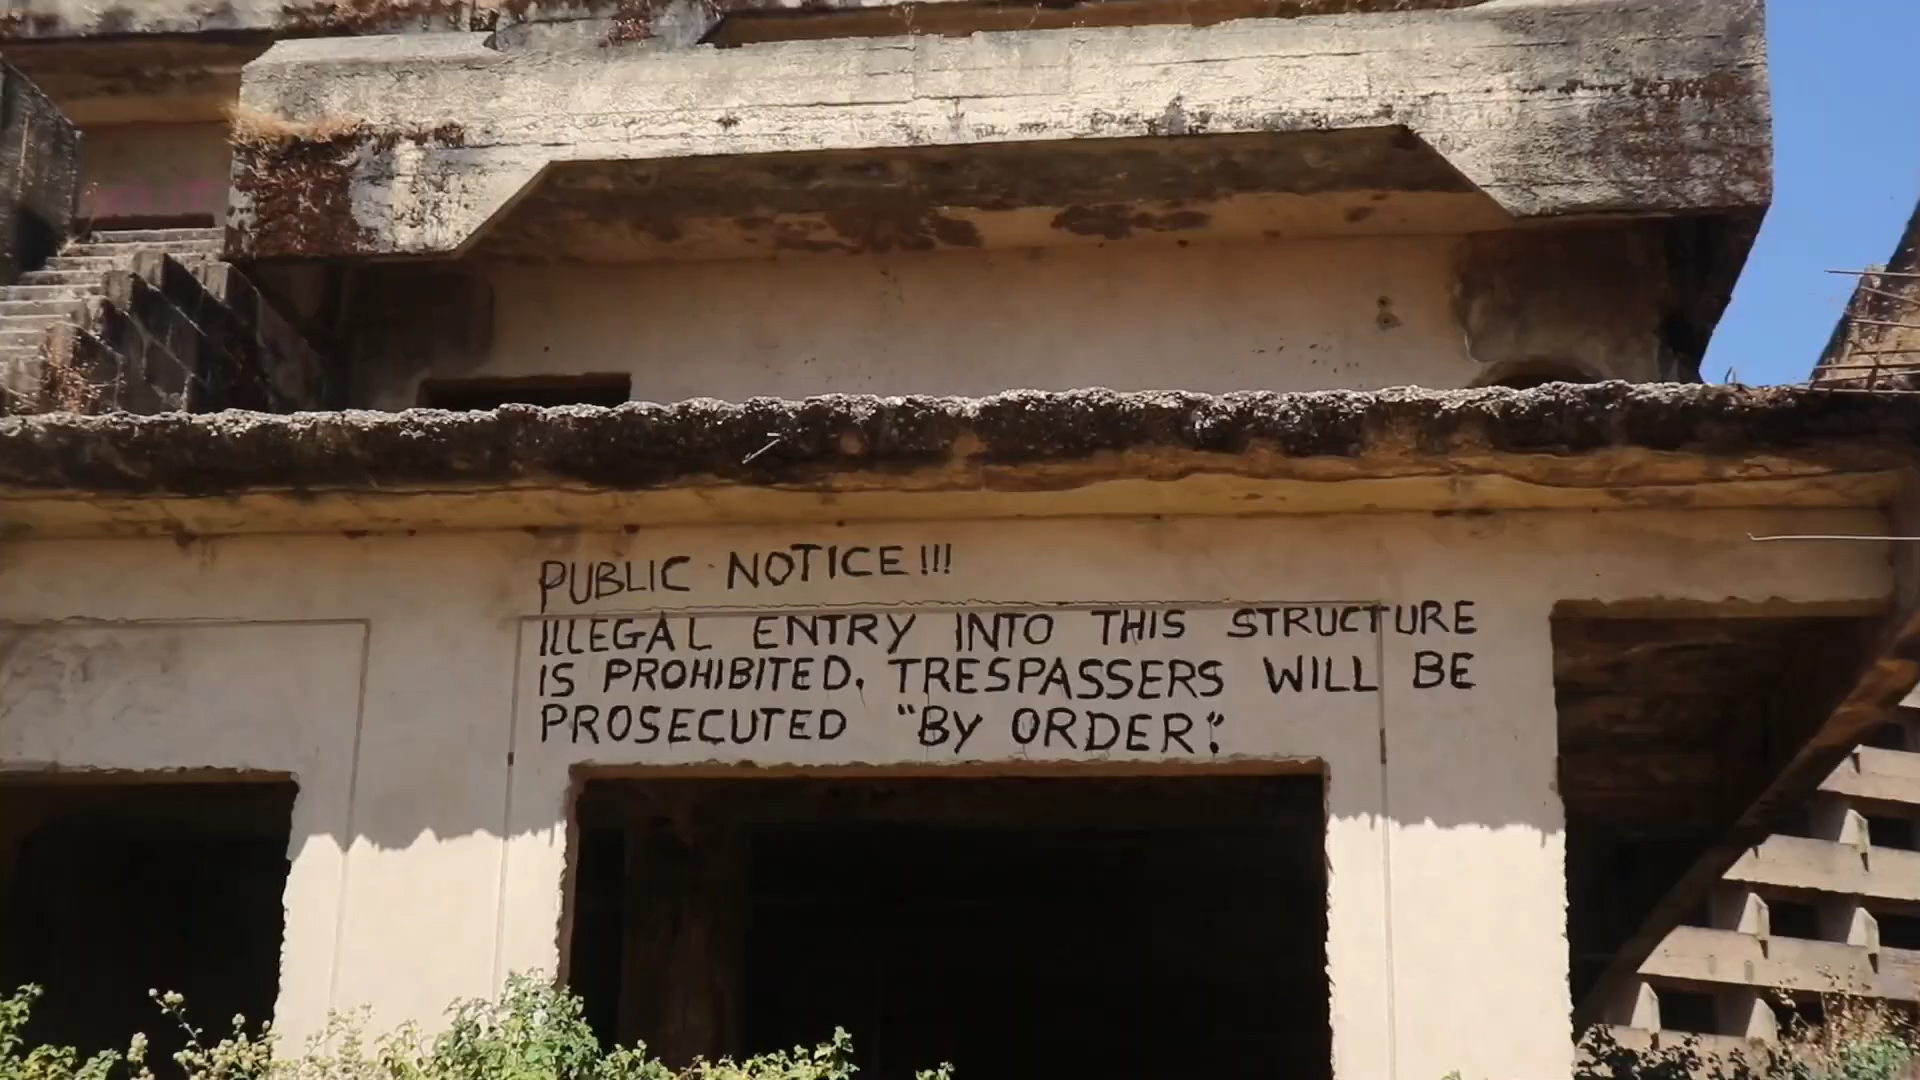 PUBLIC NOTICE!!!
ILLEGAL ENTRY INTO THIS STRUCTURE
IS PROHIBITED. TRESPASSERS WILL BE
PROSECUTED "BY ORDER".